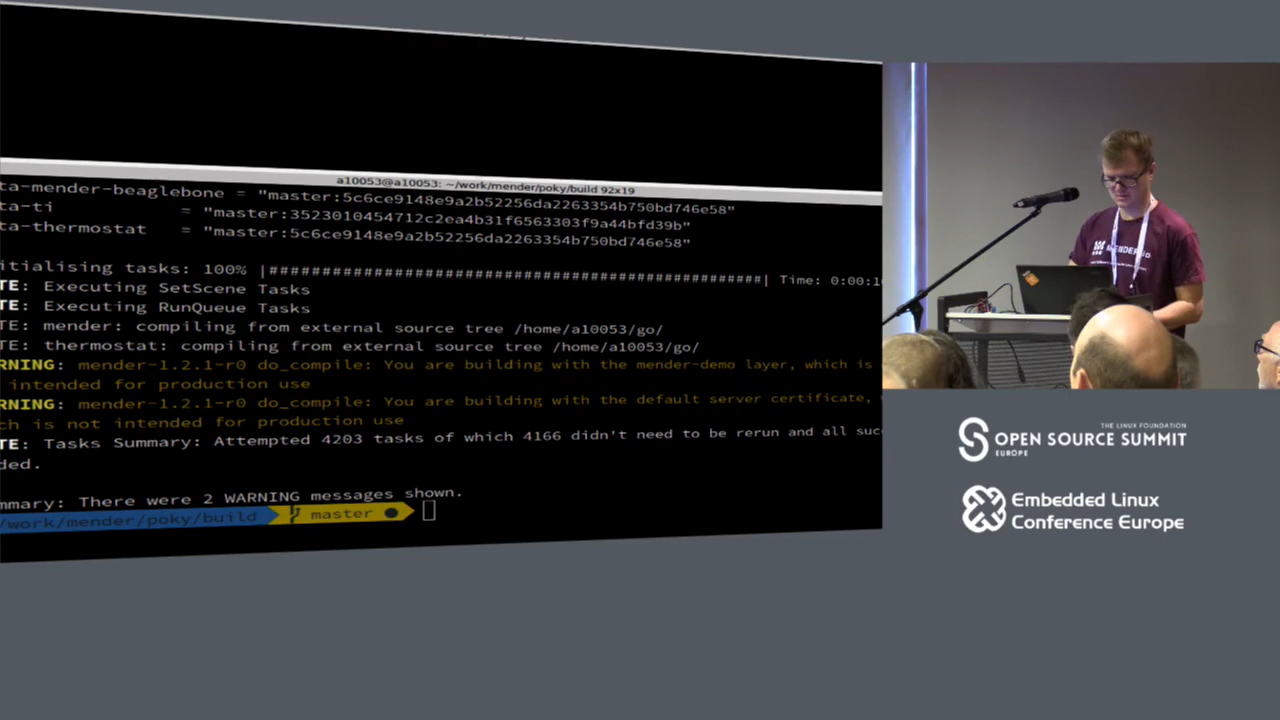 a10053@a10053: ~/work/mender/poky/build 92x19
ta-mender-beaglebone = "master:5c6ce9148e9a2b52256da2263354b750bd746e58"
ta-ti = "master:3523010454712c2ea4b31f6563303f9a44bfd39b"
ta-thermostat = "master:5c6ce9148e9a2b52256da2263354b750bd746e58"
itialising tasks: 100% |###############################################################| Time: 0:00:1
TE: Executing SetScene Tasks
TE: Executing RunQueue Tasks
TE: mender: compiling from external source tree /home/a10053/go/
TE: thermostat: compiling from external source tree /home/a10053/go/
RNING: mender-1.2.1-r0 do_compile: You are building with the mender-demo layer, which is
intended for production use
RNING: mender-1.2.1-r0 do_compile: You are building with the default server certificate,
ch is not intended for production use
TE: Tasks Summary: Attempted 4203 tasks of which 4166 didn't need to be rerun and all suc
ded.
mmary: There were 2 WARNING messages shown.
/work/mender/poky/build master
MENDER.io
THE LINUX FOUNDATION
OPEN SOURCE SUMMIT
EUROPE
Embedded Linux
Conference Europe